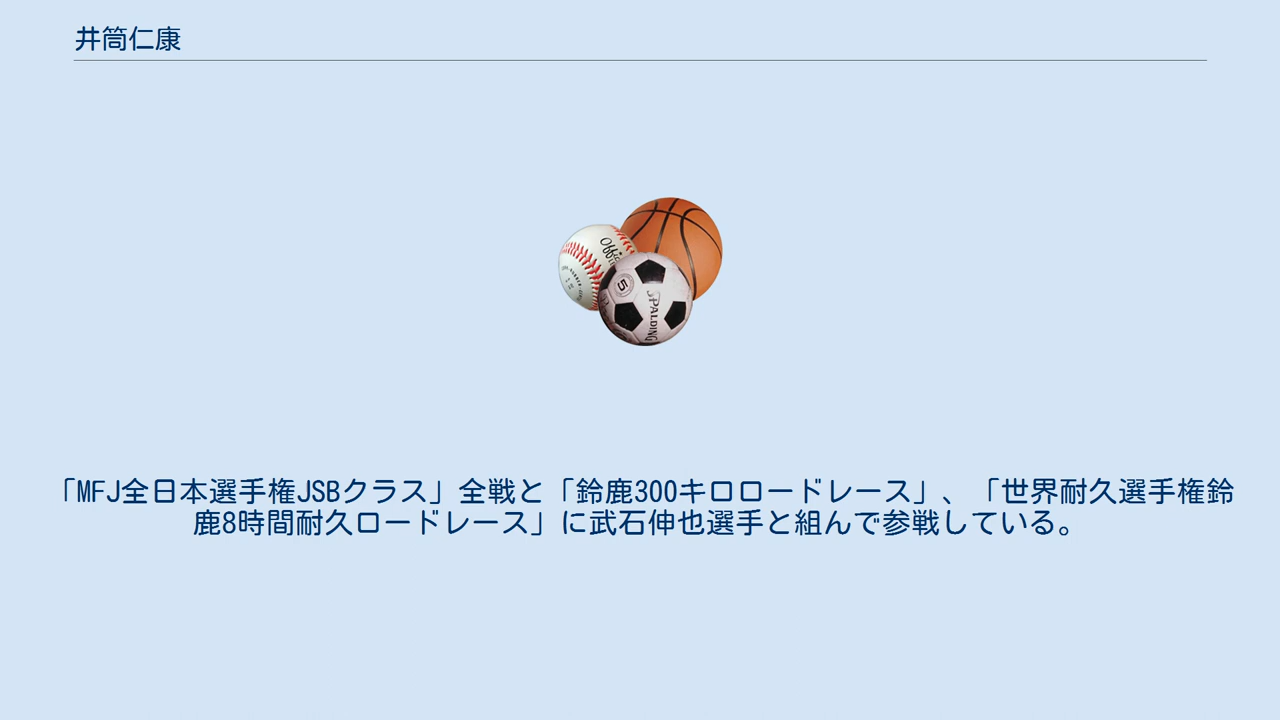 井筒仁康
Offic
5
SPALDING
「MFJ全日本選手権JSBクラス」全戦と「鈴鹿300キロロードレース」、「世界耐久選手権鈴
鹿8時間耐久ロードレース」に武石伸也選手と組んで参戦している。